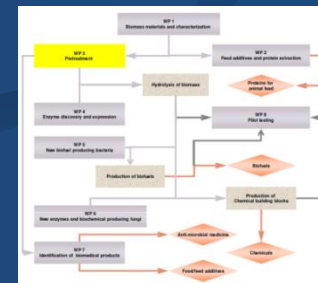 WP 1
Biomass materials and characterization
WP 3
Pretreatment
WP 2
Feed additives and protein extraction
Hydrolysis of biomass
Proteins for
animal feed
WP 4
Enzyme discovery and expression
WP 8
Pilot testing
WP 5
New biofuel producing bacteria
Biofuels
Production of biofuels
Production of
Chemical building blocks
WP 6
New enzymes and biochemical producing fungi
Anti-microbial medicine
WP 7
Identification of biomedical products
Chemicals
Food/feed additives